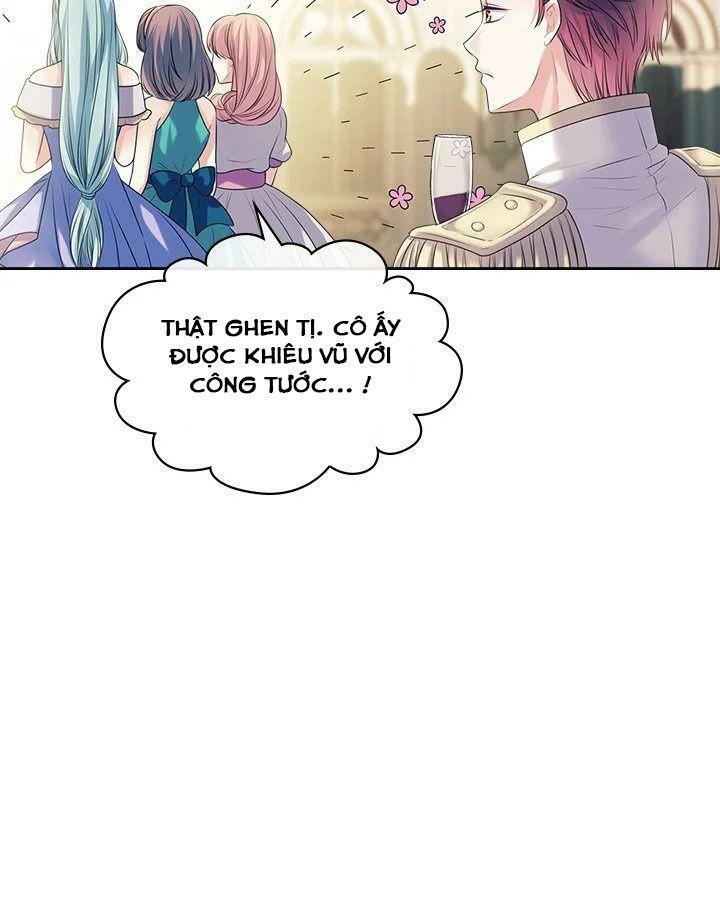 THẬT GHEN TỊ. CÔ ẤY
ĐƯỢC KHIÊU VŨ VỚI
CÔNG TƯỚC... !